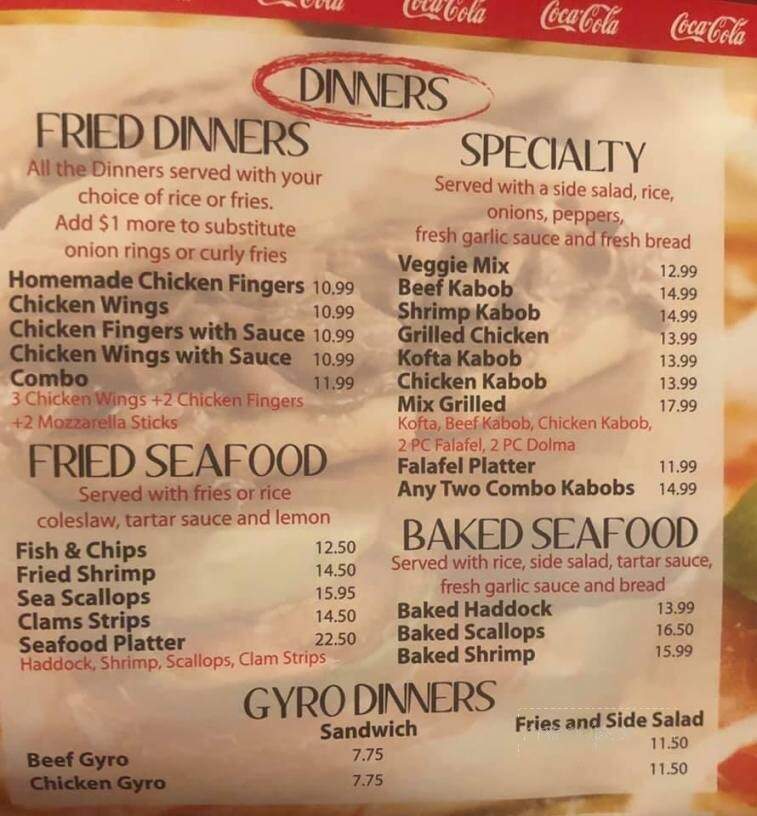 Coca-Cola
Coca-Cola
Coca-Cola
Coca-Cola
DINNERS
FRIED DINNERS
All the Dinners served with your
choice of rice or fries.
Add $1 more to substitute
onion rings or curly fries
Homemade Chicken Fingers 10.99
Chicken Wings 10.99
Chicken Fingers with Sauce 10.99
Chicken Wings with Sauce 10.99
Combo 11.99
3 Chicken Wings +2 Chicken Fingers
+2 Mozzarella Sticks
FRIED SEAFOOD
Served with fries or rice
coleslaw, tartar sauce and lemon
Fish & Chips 12.50
Fried Shrimp 14.50
Sea Scallops 15.95
Clams Strips 14.50
Seafood Platter 22.50
Haddock, Shrimp, Scallops, Clam Strips
SPECIALTY
Served with a side salad, rice,
onions, peppers,
fresh garlic sauce and fresh bread
Veggie Mix 12.99
Beef Kabob 14.99
Shrimp Kabob 14.99
Grilled Chicken 13.99
Kofta Kabob 13.99
Chicken Kabob 13.99
Mix Grilled 17.99
Kofta, Beef Kabob, Chicken Kabob,
2 PC Falafel, 2 PC Dolma
Falafel Platter 11.99
Any Two Combo Kabobs 14.99
BAKED SEAFOOD
Served with rice, side salad, tartar sauce,
fresh garlic sauce and bread
Baked Haddock 13.99
Baked Scallops 16.50
Baked Shrimp 15.99
GYRO DINNERS
Sandwich Fries and Side Salad
Beef Gyro 7.75 11.50
Chicken Gyro 7.75 11.50